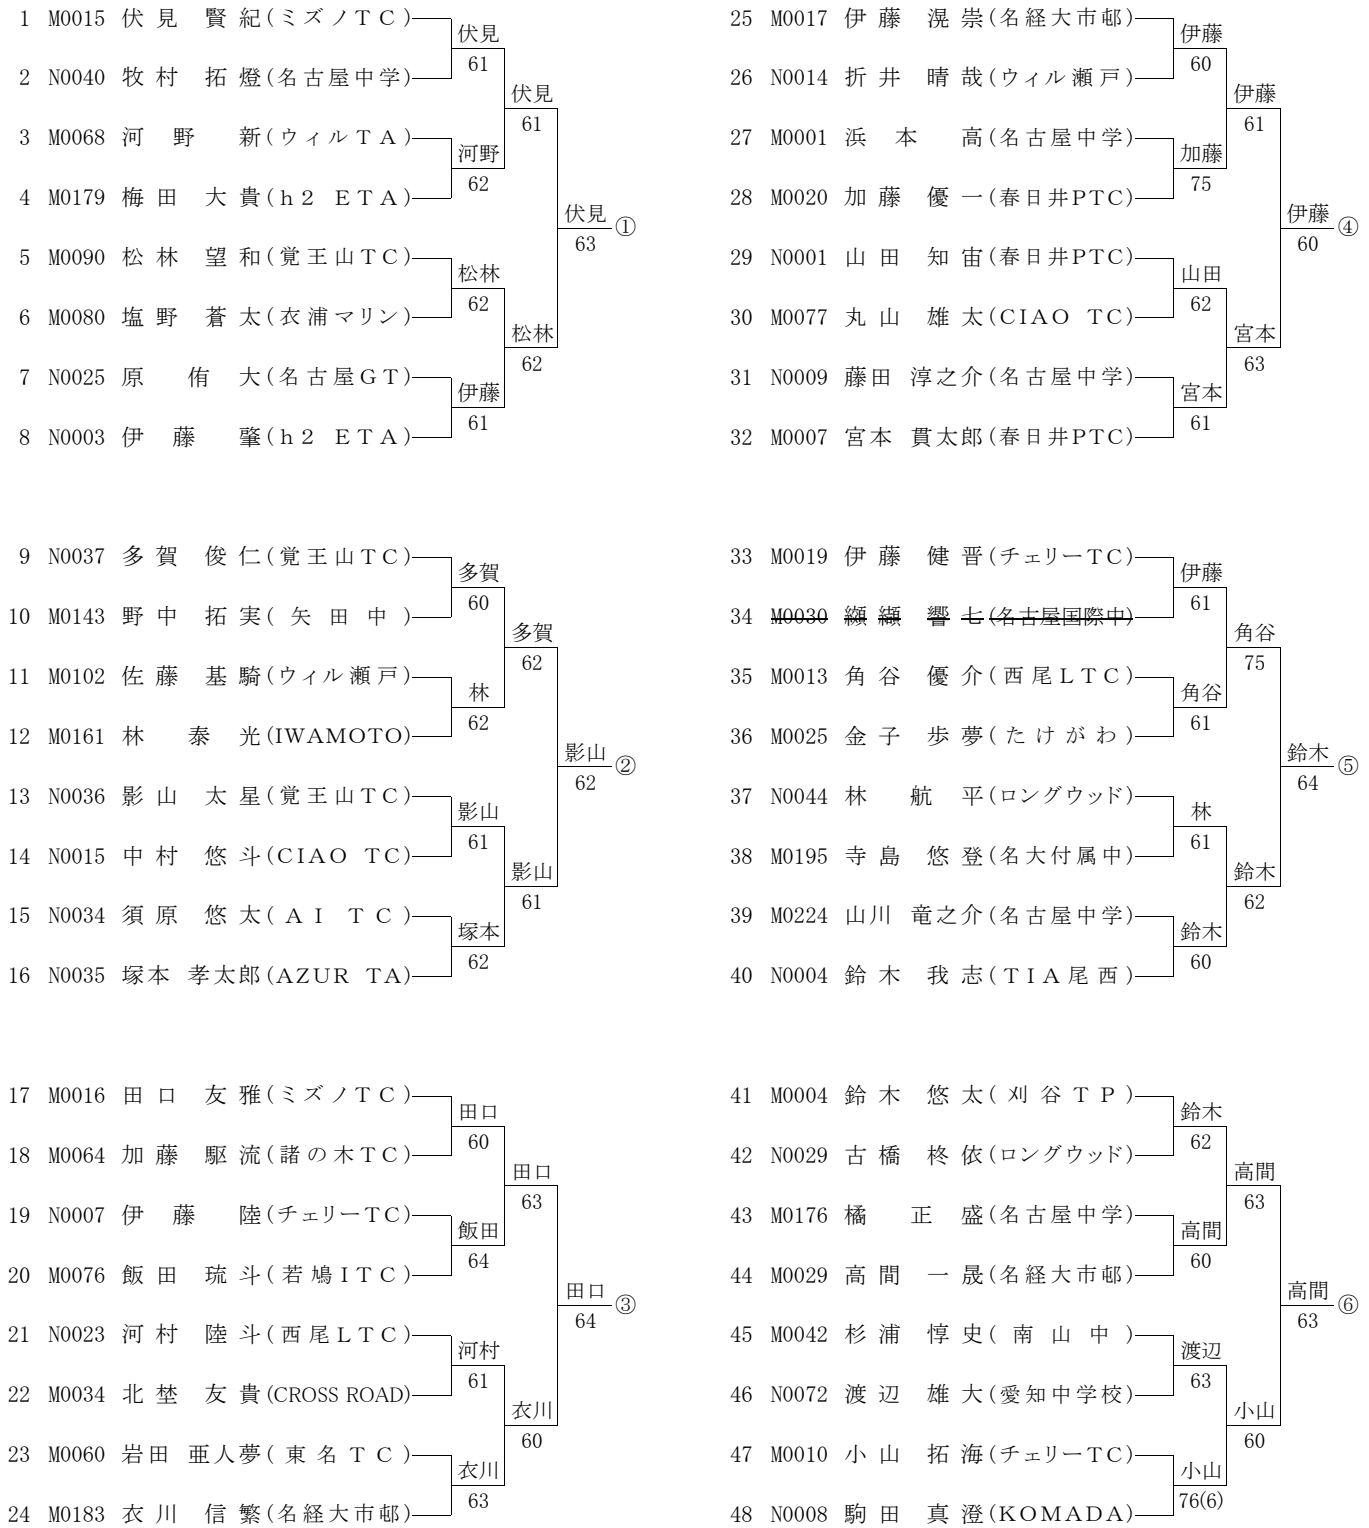 1 M0015 伏見 賢紀(ミズノTC)
伏見
61
2 N0040 牧村 拓燈(名古屋中学)
伏見
61
3 M0068 河野 新(ウィルTA)
河野
62
4 M0179 梅田 大貴(h2 ETA)
伏見 ①
63
5 M0090 松林 望和(覚王山TC)
松林
62
6 M0080 塩野 蒼太(衣浦マリン)
松林
62
7 N0025 原 侑大(名古屋GT)
伊藤
61
8 N0003 伊藤 肇(h2 ETA)
9 N0037 多賀 俊仁(覚王山TC)
多賀
60
10 M0143 野中 拓実(矢田中)
多賀
62
11 M0102 佐藤 基騎(ウィル瀬戸)
林
62
12 M0161 林 泰光(IWAMOTO)
影山 ②
62
13 N0036 影山 太星(覚王山TC)
影山
61
14 N0015 中村 悠斗(CIAO TC)
影山
61
15 N0034 須原 悠太(AI TC)
塚本
62
16 N0035 塚本 孝太郎(AZUR TA)
17 M0016 田口 友雅(ミズノTC)
田口
60
18 M0064 加藤 駆流(諸の木TC)
田口
63
19 N0007 伊藤 陸(チェリーTC)
飯田
64
20 M0076 飯田 琉斗(若鳩ITC)
田口 ③
64
21 N0023 河村 陸斗(西尾LTC)
河村
61
22 M0034 北埜 友貴(CROSS ROAD)
衣川
60
23 M0060 岩田 亜人夢(東名TC)
衣川
63
24 M0183 衣川 信繁(名経大市邨)
25 M0017 伊藤 滉崇(名経大市邨)
伊藤
60
26 N0014 折井 晴哉(ウィル瀬戸)
伊藤
61
27 M0001 浜本 高(名古屋中学)
加藤
75
28 M0020 加藤 優一(春日井PTC)
伊藤 ④
60
29 N0001 山田 知宙(春日井PTC)
山田
62
30 M0077 丸山 雄太(CIAO TC)
宮本
63
31 N0009 藤田 淳之介(名古屋中学)
宮本
61
32 M0007 宮本 貫太郎(春日井PTC)
33 M0019 伊藤 健晋(チェリーTC)
伊藤
61
34 M0030 纐纈 響七(名古屋国際中)
角谷
75
35 M0013 角谷 優介(西尾LTC)
角谷
61
36 M0025 金子 歩夢(たけがわ)
鈴木 ⑤
64
37 N0044 林 航平(ロングウッド)
林
61
38 M0195 寺島 悠登(名大付属中)
鈴木
62
39 M0224 山川 竜之介(名古屋中学)
鈴木
60
40 N0004 鈴木 我志(TIA尾西)
41 M0004 鈴木 悠太(刈谷TP)
鈴木
62
42 N0029 古橋 柊依(ロングウッド)
高間
63
43 M0176 橘 正盛(名古屋中学)
高間
60
44 M0029 高間 一晟(名経大市邨)
高間 ⑥
63
45 M0042 杉浦 惇史(南山中)
渡辺
63
46 N0072 渡辺 雄大(愛知中学校)
小山
60
47 M0010 小山 拓海(チェリーTC)
小山
76(6)
48 N0008 駒田 真澄(KOMADA)